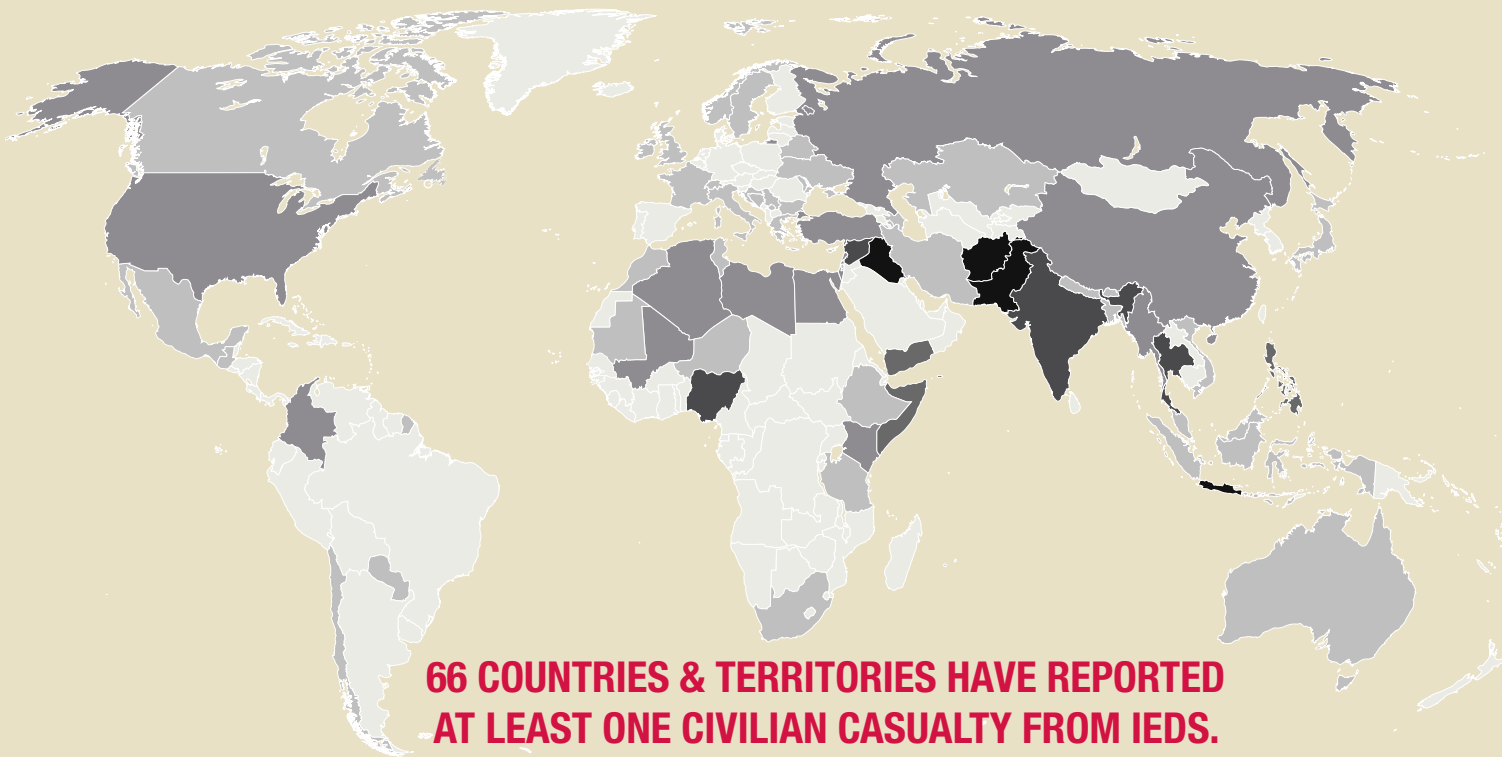 66 COUNTRIES & TERRITORIES HAVE REPORTED
AT LEAST ONE CIVILIAN CASUALTY FROM IEDS.